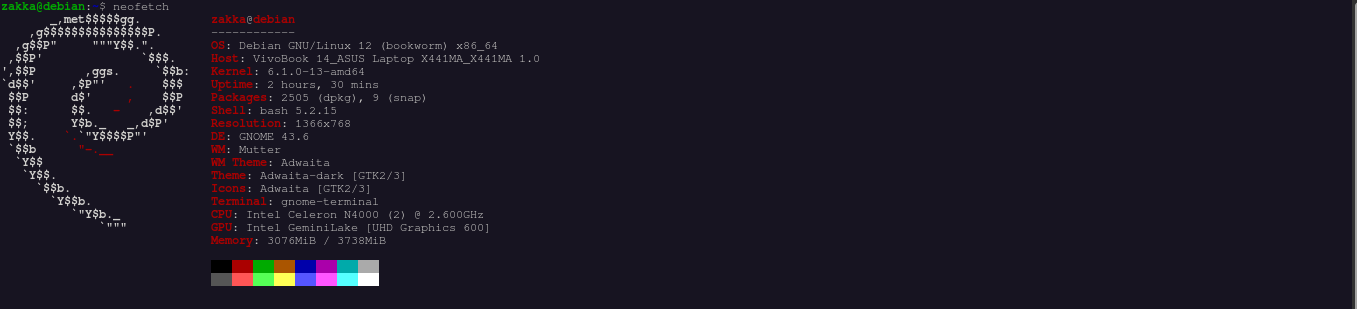 zakka@debian: $ neofetch
zakka@debian
------------
OS: Debian GNU/Linux 12 (bookworm) x86_64
Host: VivoBook 14_ASUS Laptop X441MA_X441MA 1.0
Kernel: 6.1.0-13-amd64
Uptime: 2 hours, 30 mins
Packages: 2505 (dpkg), 9 (snap)
Shell: bash 5.2.15
Resolution: 1366x768
DE: GNOME 43.6
WM: Mutter
WM Theme: Adwaita
Theme: Adwaita-dark [GTK2/3]
Icons: Adwaita [GTK2/3]
Terminal: gnome-terminal
CPU: Intel Celeron N4000 (2) @ 2.600GHz
GPU: Intel GeminiLake [UHD Graphics 600]
Memory: 3076MiB / 3738MiB